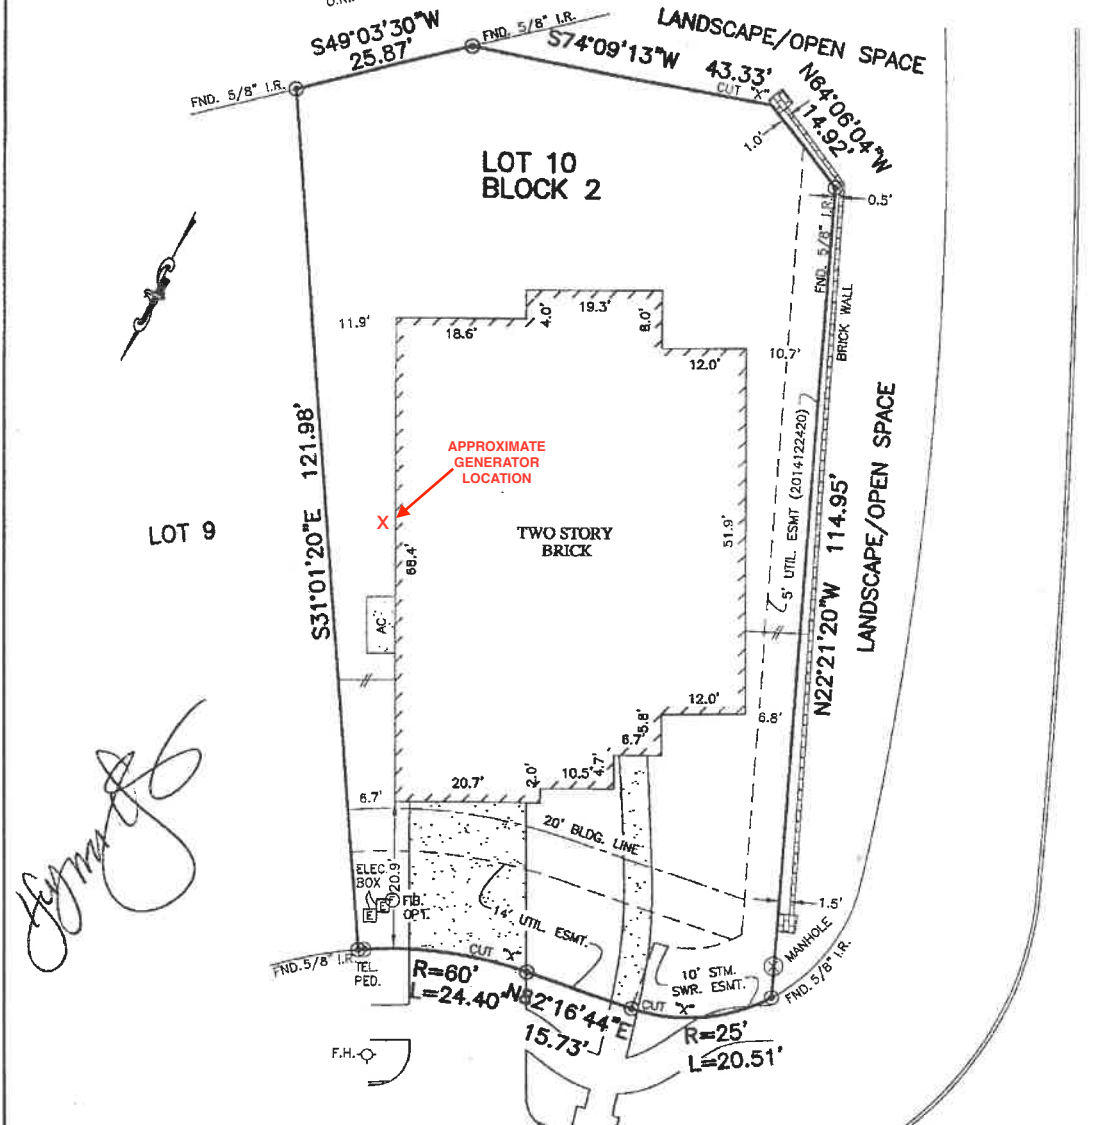 S49°03'30"W
25.87'
FND. 5/8" I.R.
FND. 5/8" I.R.
S74°09'13"W 43.33'
CUT "X"
LANDSCAPE/OPEN SPACE
N64°06'04"W
14.92'
1.0'
0.5'
LOT 10
BLOCK 2
FND. 5/8" I.R.
BRICK WALL
11.9'
18.6'
4.0'
19.3'
8.0'
12.0'
10.7'
S31°01'20"E 121.98'
APPROXIMATE
GENERATOR
LOCATION
X
LOT 9
68.4'
TWO STORY
BRICK
51.9'
5' UTIL. ESMT (2014122420)
N22°21'20"W 114.95'
LANDSCAPE/OPEN SPACE
AC
12.0'
6.8'
5.8'
6.7'
4.7'
10.5'
2.0'
20.7'
6.7'
20' BLDG. LINE
ELEC.
BOX
20.9
E
E
FIB.
OPT.
14' UTIL. ESMT.
1.5'
MANHOLE
FND. 5/8" I.R.
TEL.
PED.
CUT "X"
R=60'
L=24.40'
N82°16'44"E
15.73'
10' STM.
SWR. ESMT.
CUT "X"
FND. 5/8" I.R.
R=25'
L=20.51'
F.H.